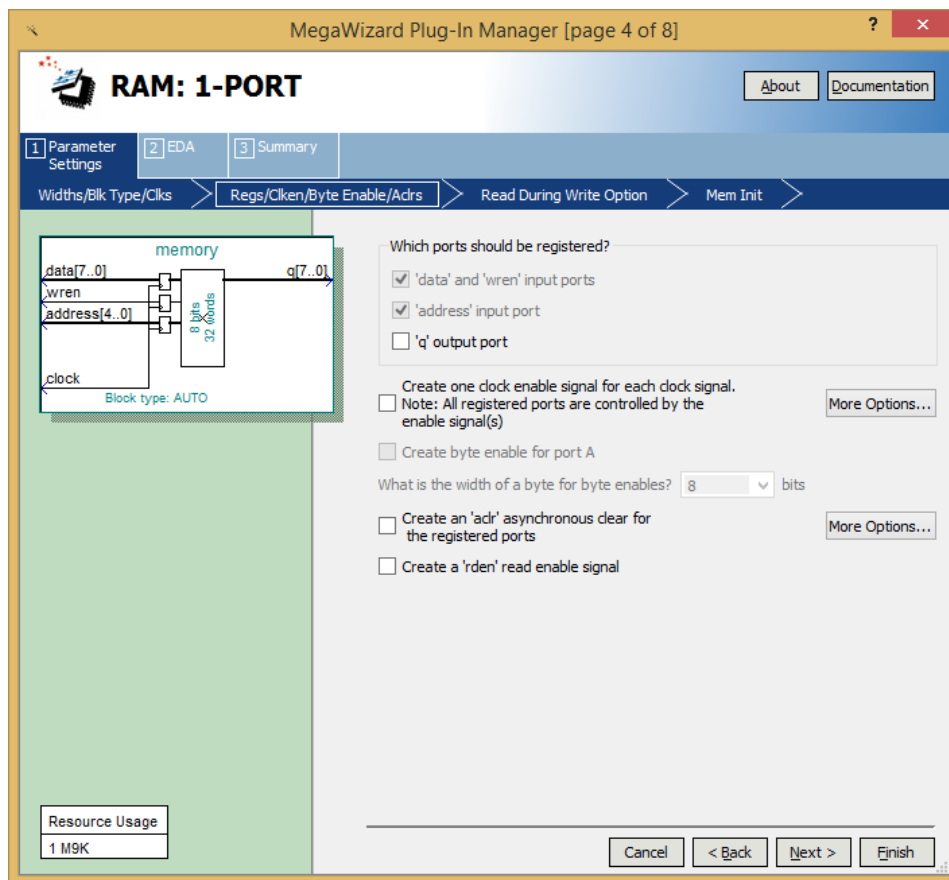 MegaWizard Plug-In Manager [page 4 of 8]
?
RAM: 1-PORT
About
Documentation
1 Parameter Settings
2 EDA
3 Summary
Widths/Blk Type/Clks
Regs/Clken/Byte Enable/Aclrs
Read During Write Option
Mem Init
memory
data[7..0]
q[7..0]
wren
address[4..0]
8 bits
32 words
clock
Block type: AUTO
Which ports should be registered?
'data' and 'wren' input ports
'address' input port
'q' output port
Create one clock enable signal for each clock signal.
Note: All registered ports are controlled by the
enable signal(s)
More Options...
Create byte enable for port A
What is the width of a byte for byte enables? 8 bits
Create an 'aclr' asynchronous clear for
the registered ports
More Options...
Create a 'rden' read enable signal
Resource Usage
1 M9K
Cancel
< Back
Next >
Finish